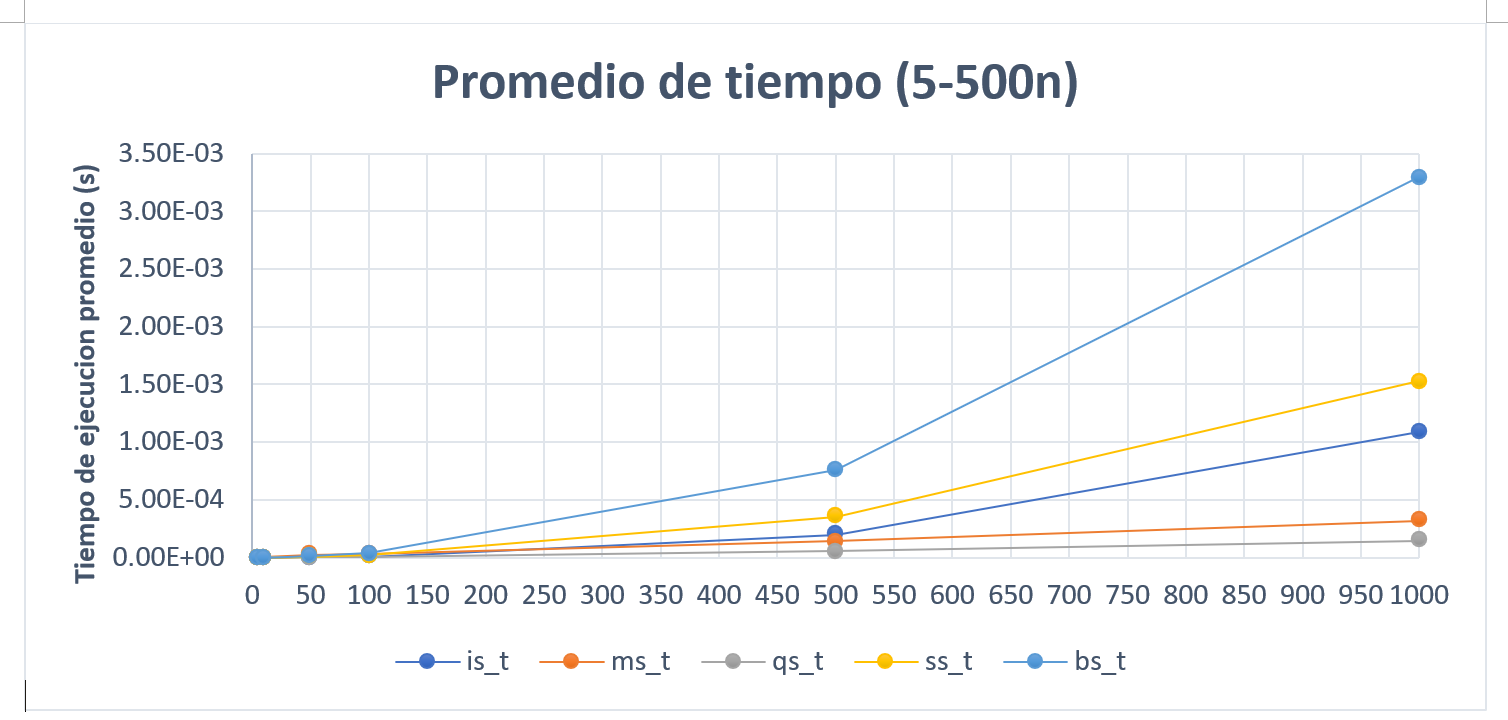 Promedio de tiempo (5-500n)
Tiempo de ejecucion promedio (s)
3.50E-03
3.00E-03
2.50E-03
2.00E-03
1.50E-03
1.00E-03
5.00E-04
0.00E+00
0 50 100 150 200 250 300 350 400 450 500 550 600 650 700 750 800 850 900 950 1000
is_t ms_t qs_t ss_t bs_t